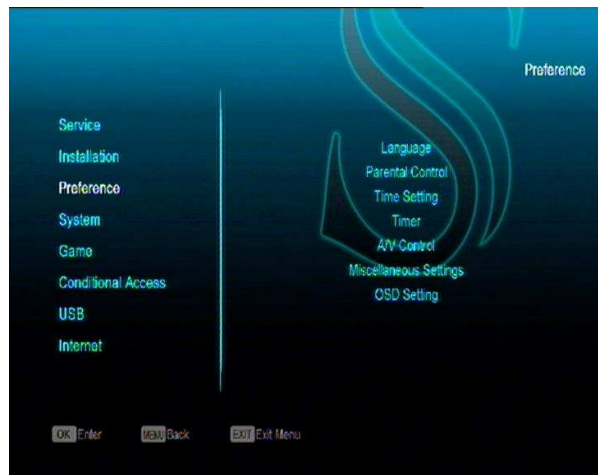 Preference
Service
Installation
Preference
System
Game
Conditional Access
USB
Internet
Language
Parental Control
Time Setting
Timer
A/V Control
Miscellaneous Settings
OSD Setting
OK Enter MENU Back EXIT Exit Menu